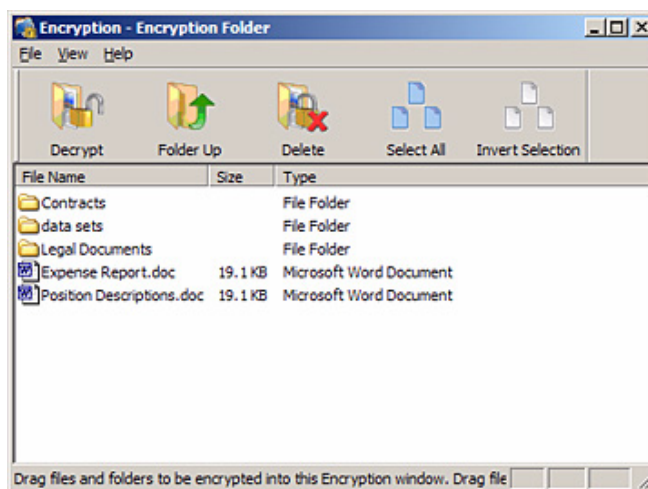 Encryption - Encryption Folder
File View Help
Decrypt Folder Up Delete Select All Invert Selection
File Name Size Type
Contracts File Folder
data sets File Folder
Legal Documents File Folder
Expense Report.doc 19.1 KB Microsoft Word Document
Position Descriptions.doc 19.1 KB Microsoft Word Document
Drag files and folders to be encrypted into this Encryption window. Drag file